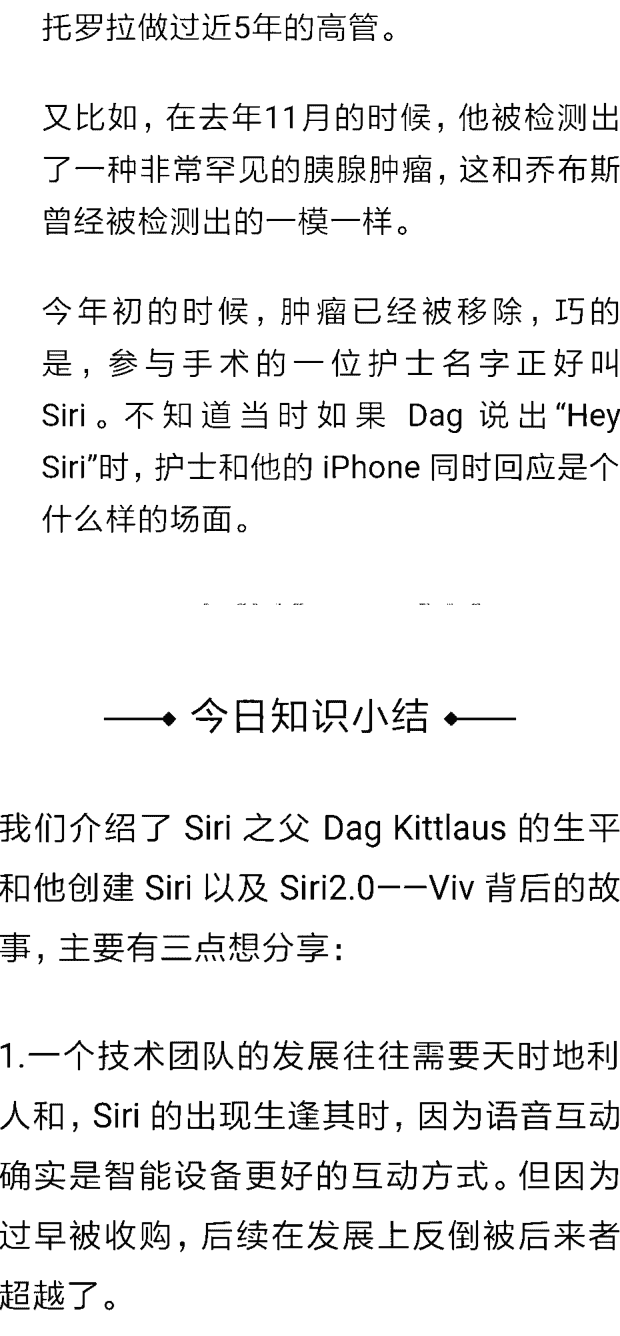 托罗拉做过近5年的高管。
又比如，在去年11月的时候，他被检测出
了一种非常罕见的胰腺肿瘤，这和乔布斯
曾经被检测出的一模一样。
今年初的时候，肿瘤已经被移除，巧的
是，参与手术的一位护士名字正好叫
Siri。不知道当时如果 Dag 说出“Hey
Siri”时，护士和他的 iPhone 同时回应是个
什么样的场面。
今日知识小结
我们介绍了 Siri 之父 Dag Kittlaus 的生平
和他创建 Siri 以及 Siri2.0——Viv 背后的故
事，主要有三点想分享：
1.一个技术团队的发展往往需要天时地利
人和，Siri 的出现生逢其时，因为语音互动
确实是智能设备更好的互动方式。但因为
过早被收购，后续在发展上反倒被后来者
超越了。